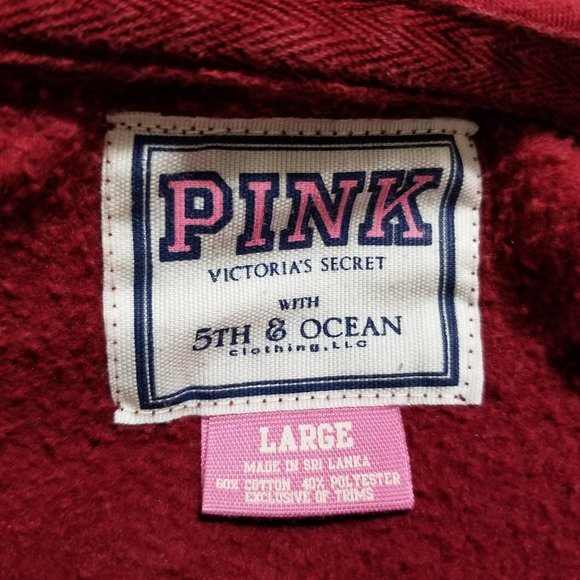 PINK
VICTORIA'S SECRET
WITH
5TH & OCEAN
clothing, LLC
LARGE
MADE IN SRI LANKA
60% COTTON 40% POLYESTER
EXCLUSIVE OF TRIMS